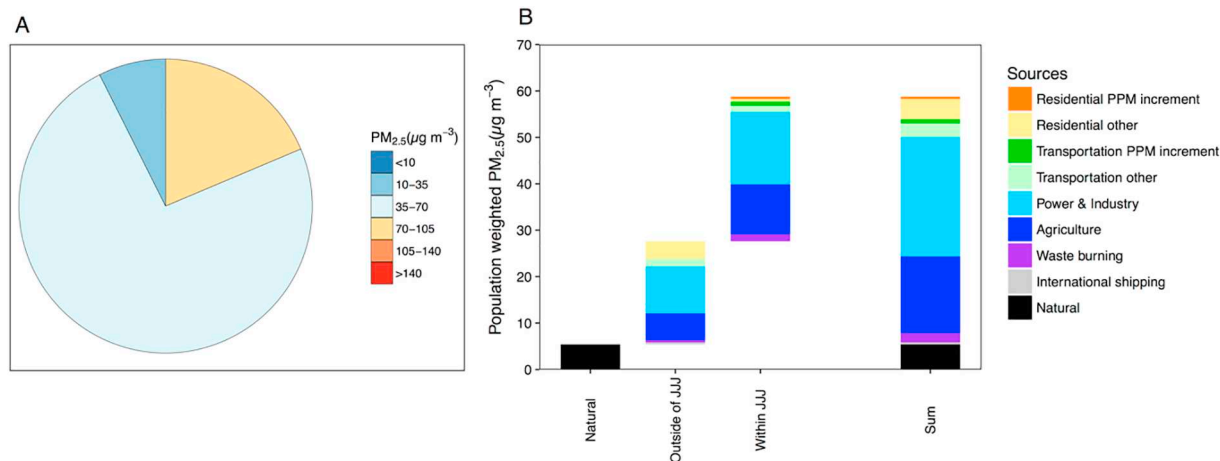 A
PM2.5(μg m−3)
<10
10−35
35−70
70−105
105−140
>140
B
Population weighted PM2.5(μg m−3)
70
60
50
40
30
20
10
0
Natural
Outside of JJJ
Within JJJ
Sum
Sources
Residential PPM increment
Residential other
Transportation PPM increment
Transportation other
Power & Industry
Agriculture
Waste burning
International shipping
Natural